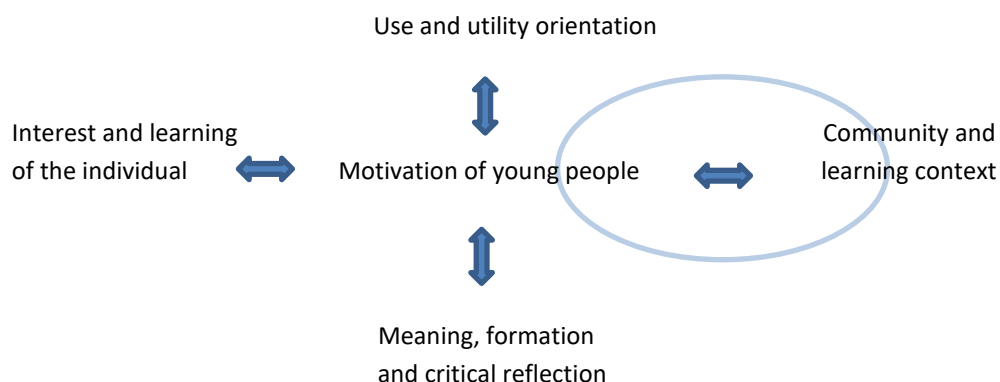 Use and utility orientation
Interest and learning
of the individual
Motivation of young people
Community and
learning context
Meaning, formation
and critical reflection